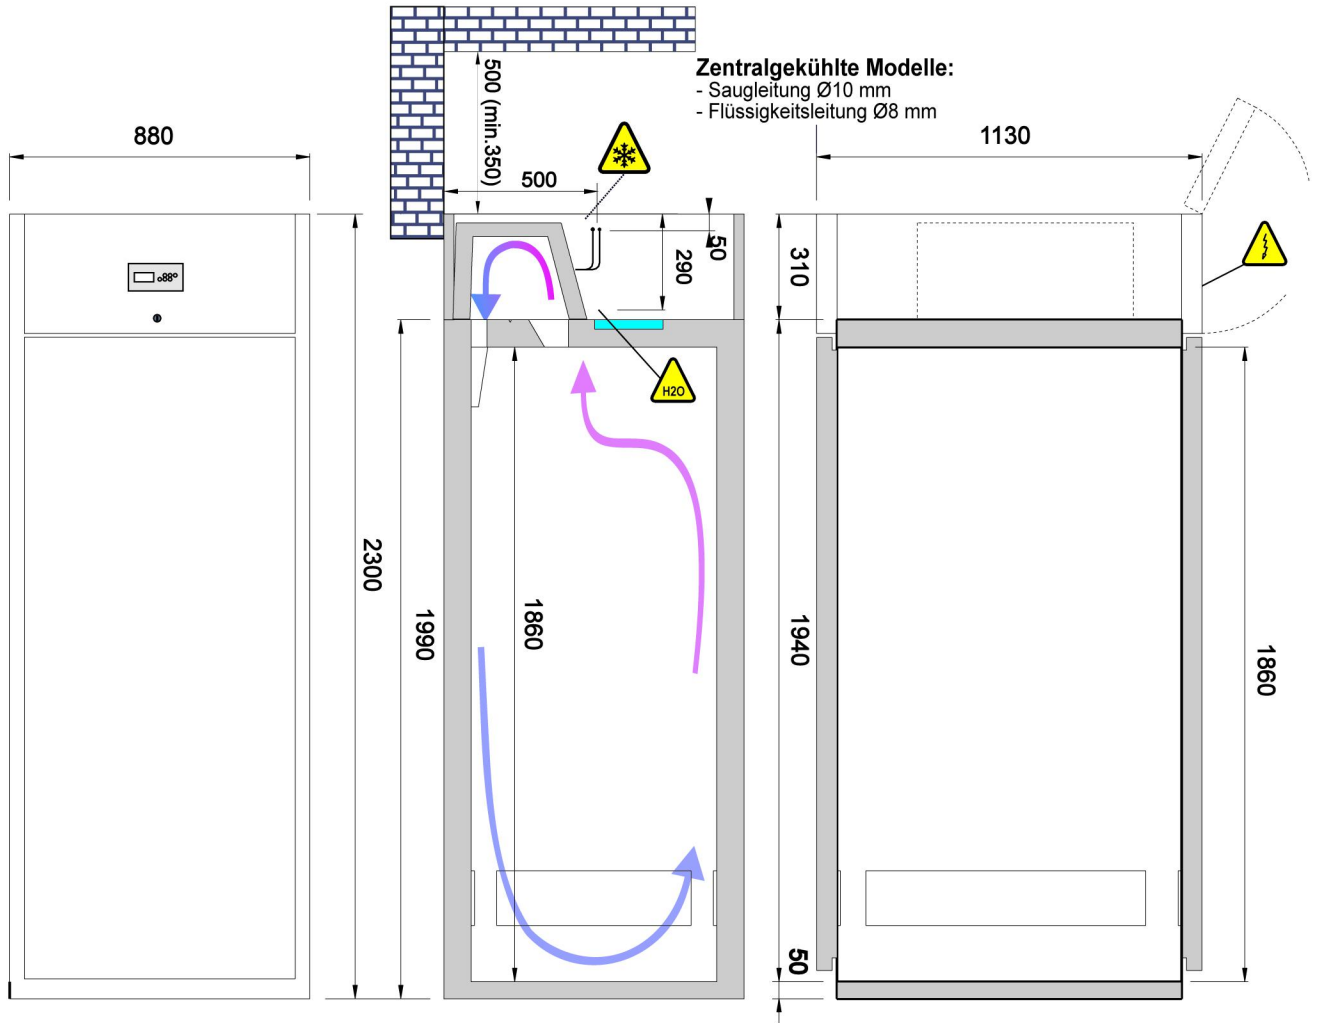 Zentralgekühlte Modelle:
- Saugleitung Ø10 mm
- Flüssigkeitsleitung Ø8 mm
880
500 (min.350)
500
1130
50
290
310
H2O
2300
1990
1860
1940
1860
50